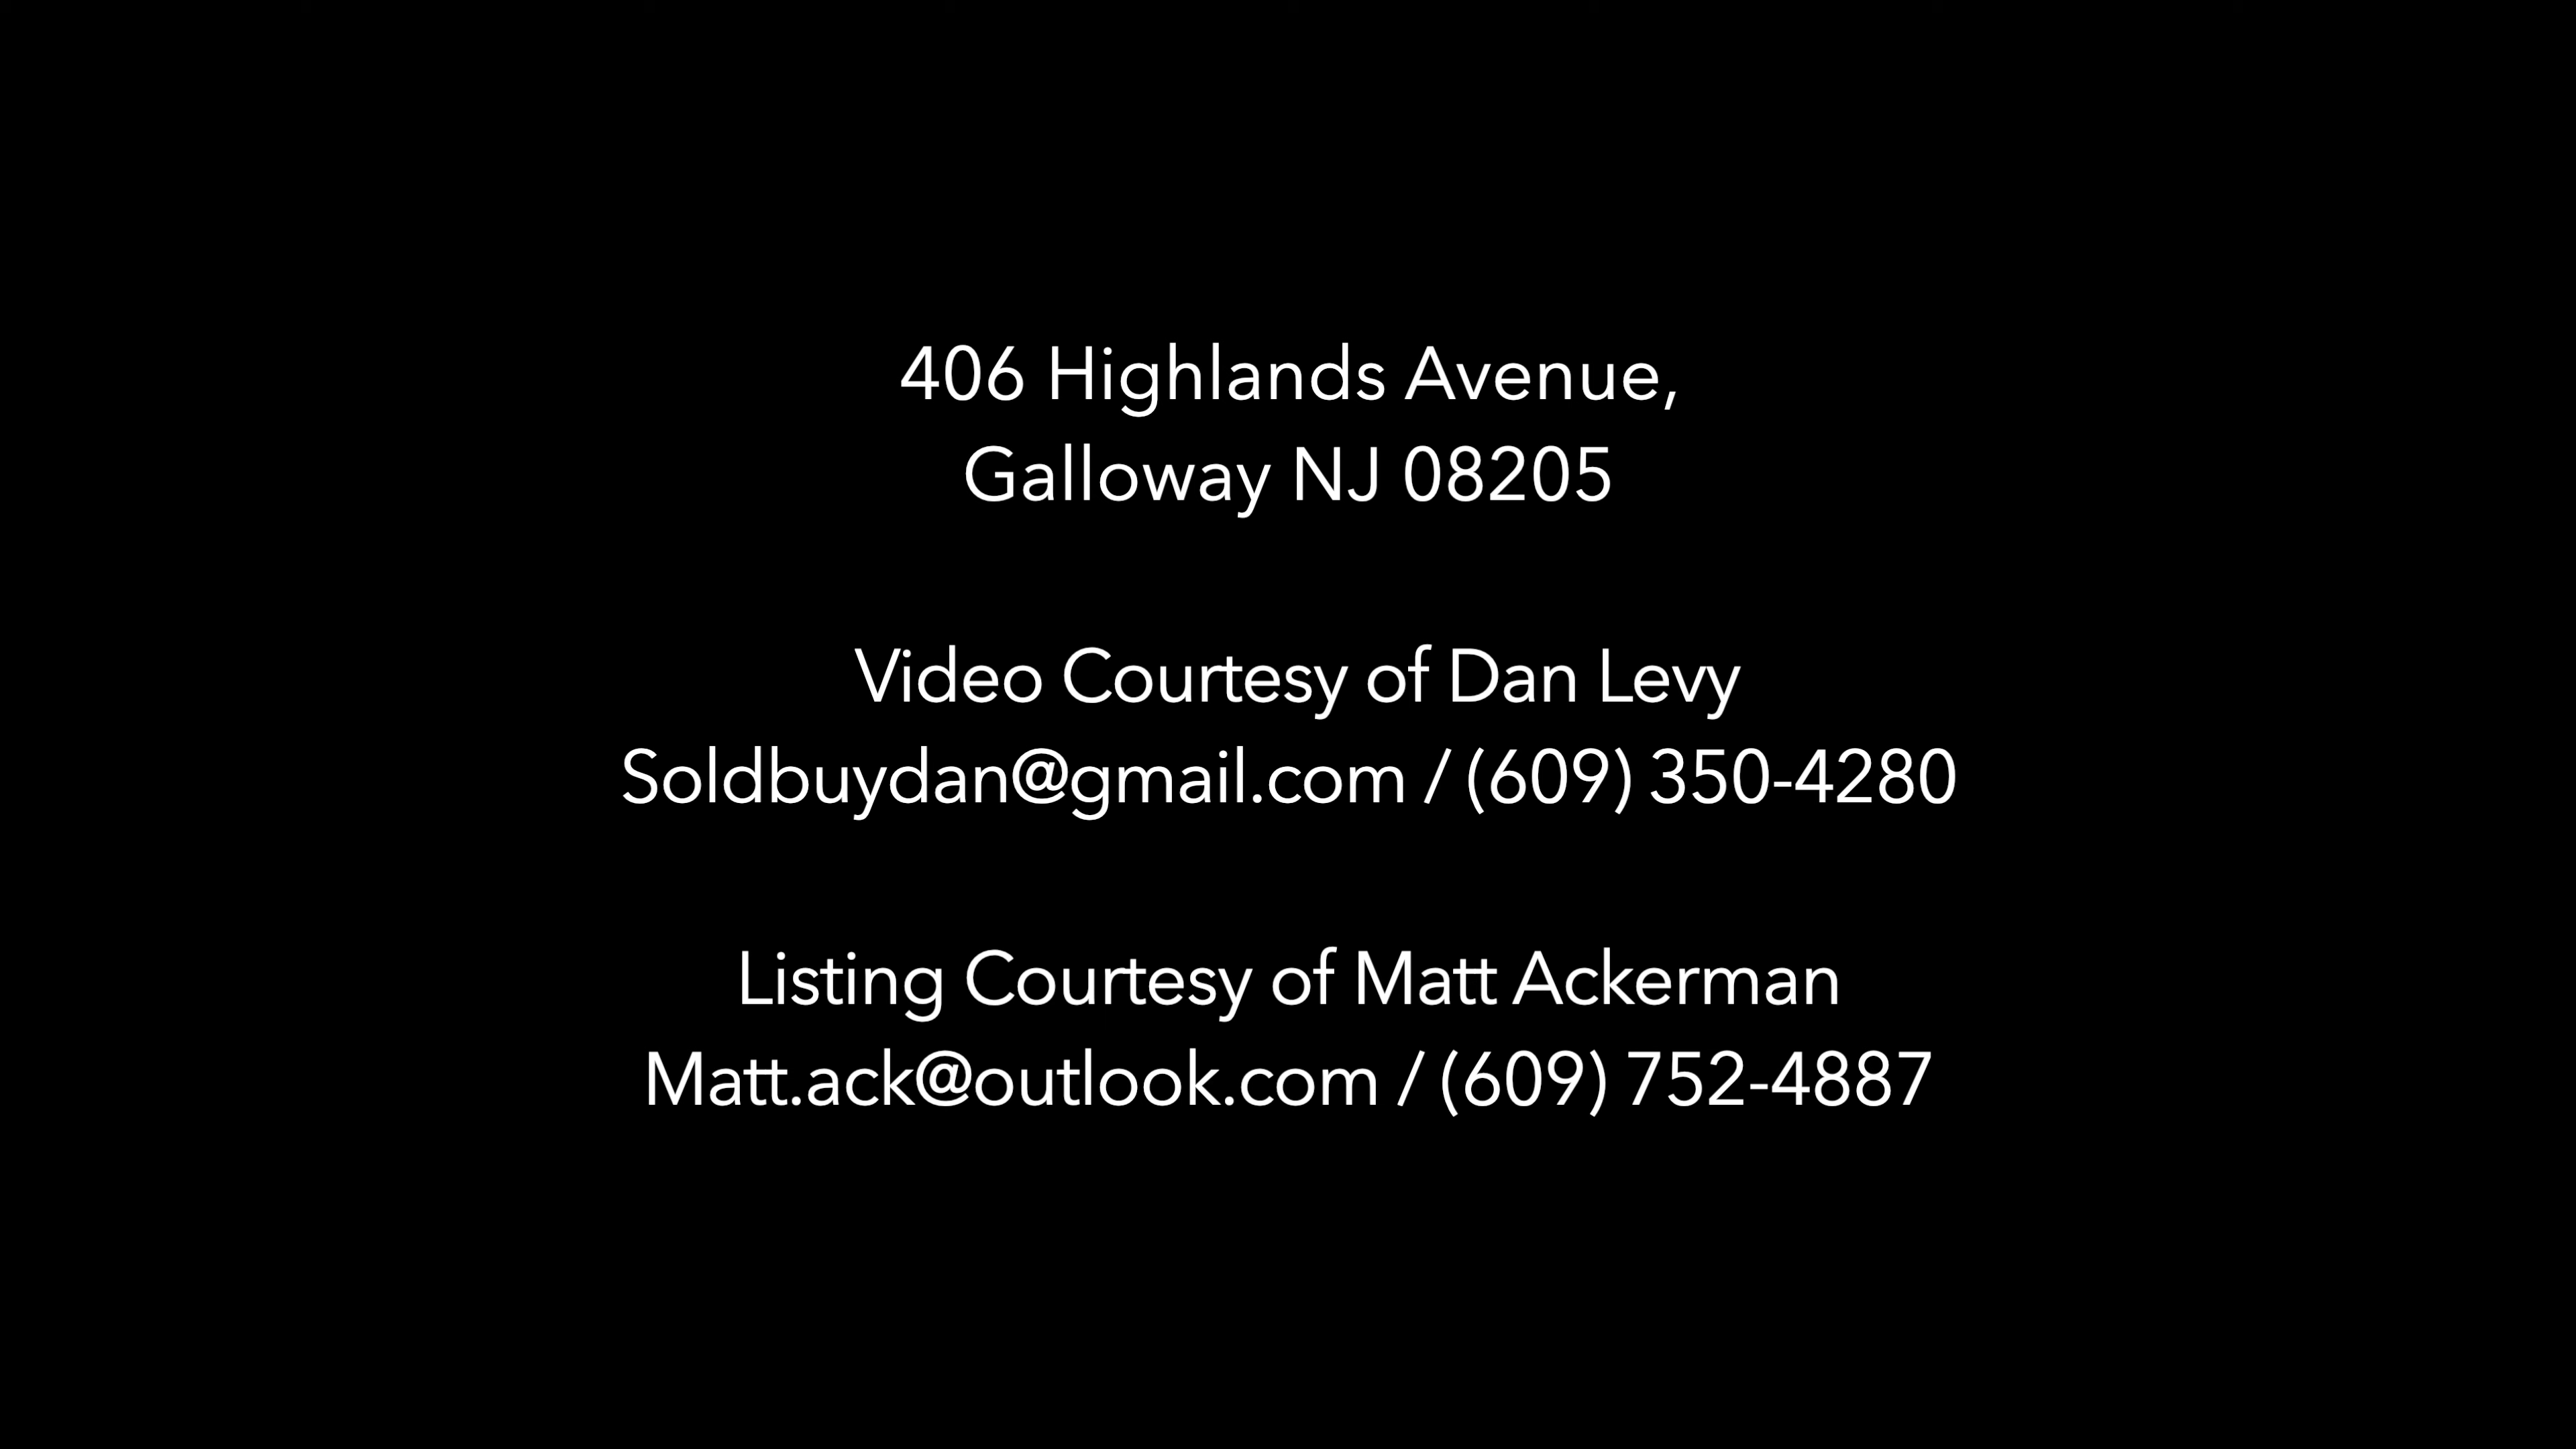 406 Highlands Avenue,
Galloway NJ 08205
Video Courtesy of Dan Levy
Soldbuydan@gmail.com / (609) 350-4280
Listing Courtesy of Matt Ackerman
Matt.ack@outlook.com / (609) 752-4887